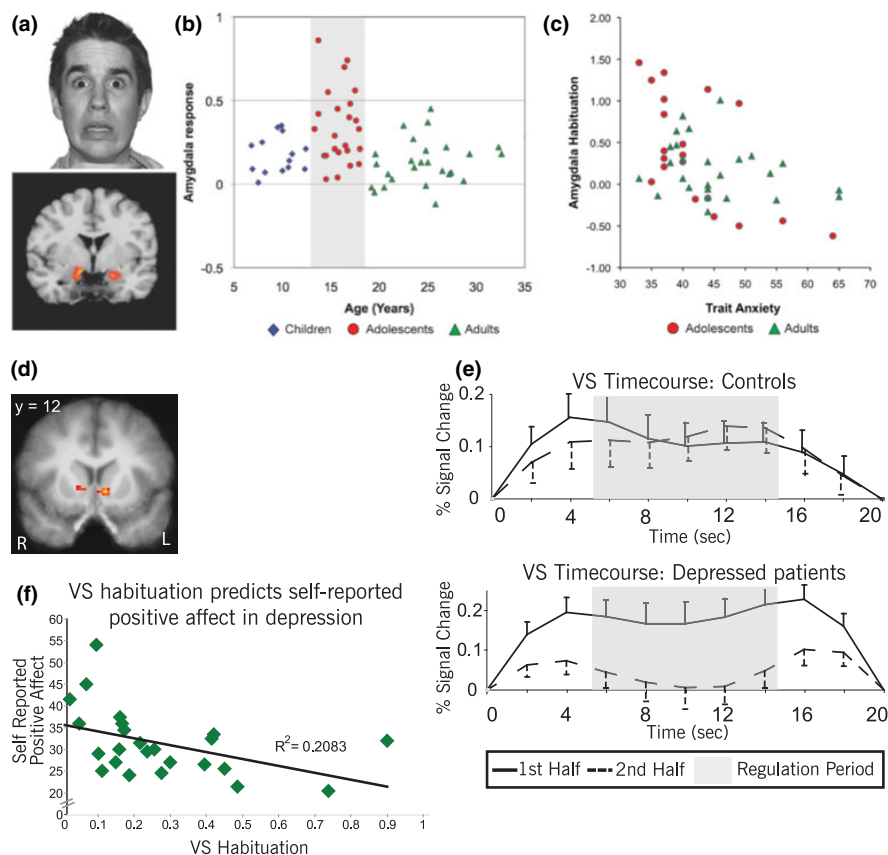 (a)
(b)
Amygdala response
1
0.5
0
-0.5
5
10
15
20
25
30
35
Age (Years)
Children Adolescents Adults
(c)
Amygdala Habituation
2.00
1.50
1.00
0.50
0.00
-0.50
-1.00
30 40 50 60 70
Trait Anxiety
Adolescents Adults
(d)
y = 12
R L
(e)
VS Timecourse: Controls
% Signal Change
0.2
0.1
0
0 4 8 12 16 20
Time (sec)
VS Timecourse: Depressed patients
% Signal Change
0.2
0.1
0
0 4 8 12 16 20
Time (sec)
1st Half 2nd Half Regulation Period
(f)
VS habituation predicts self-reported
positive affect in depression
Self Reported
Positive Affect
60
55
50
45
40
35
30
25
20
0
R2= 0.2083
0 0.1 0.2 0.3 0.4 0.5 0.6 0.7 0.8 0.9 1
VS Habituation